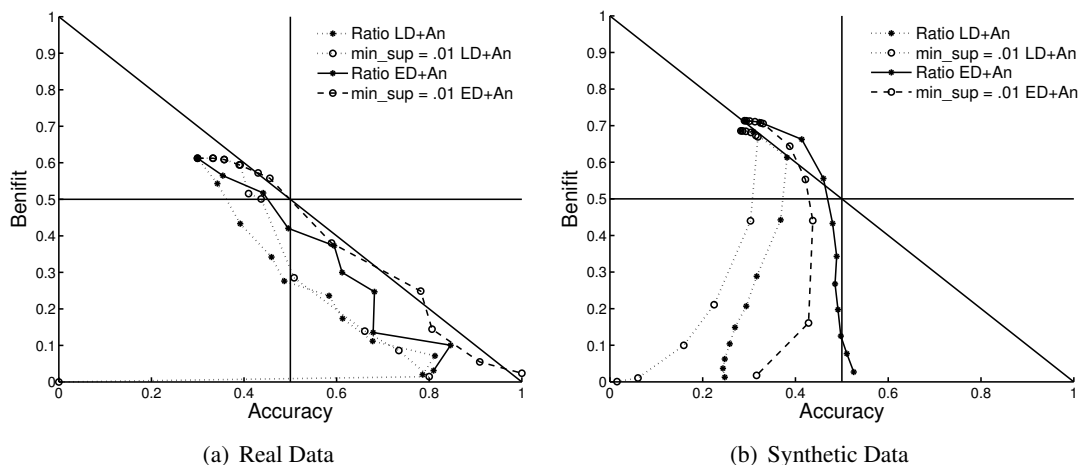 1
0.9
0.8
0.7
0.6
0.5
0.4
0.3
0.2
0.1
0
Benifit
0 0.2 0.4 0.6 0.8 1
Accuracy
Ratio LD+An
min_sup = .01 LD+An
Ratio ED+An
min_sup = .01 ED+An
(a) Real Data
1
0.9
0.8
0.7
0.6
0.5
0.4
0.3
0.2
0.1
0
Benifit
0 0.2 0.4 0.6 0.8 1
Accuracy
Ratio LD+An
min_sup = .01 LD+An
Ratio ED+An
min_sup = .01 ED+An
(b) Synthetic Data